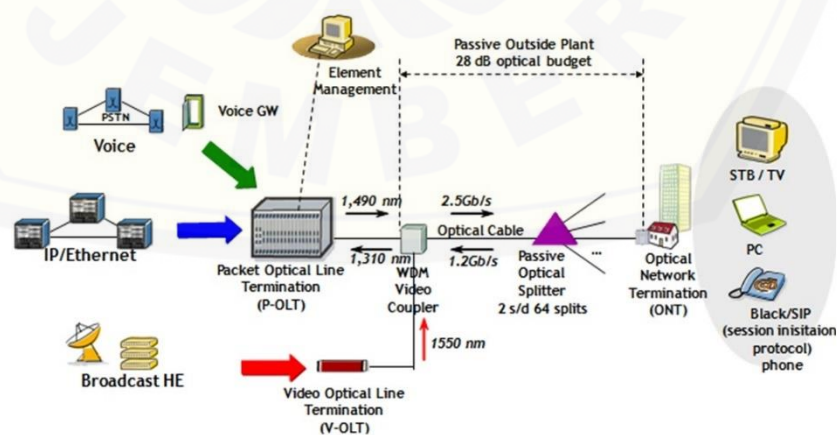 JEMBER
Element
Management
Passive Outside Plant
28 dB optical budget
PSTN
Voice
Voice GW
STB / TV
1,490 nm
2.5Gb/s
Optical Cable
IP/Ethernet
1,310 nm
1.2Gb/s
...
PC
Packet Optical Line
Termination
(P-OLT)
WDM
Video
Coupler
Passive
Optical
Splitter
2 s/d 64 splits
Optical
Network
Termination
(ONT)
Black/SIP
(session inisitaion
protocol)
phone
1550 nm
Broadcast HE
Video Optical Line
Termination
(V-OLT)